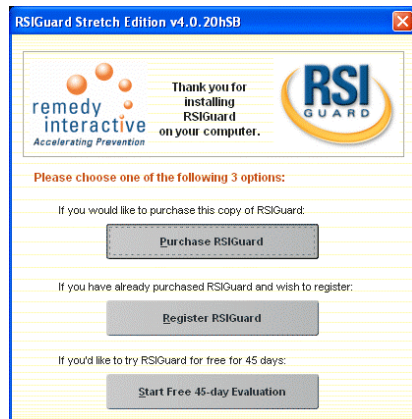 RSIGuard Stretch Edition v4.0.20hSB
remedy
interactive
Accelerating Prevention
Thank you for
installing
RSIGuard
on your computer.
RSI
GUARD
Please choose one of the following 3 options:
If you would like to purchase this copy of RSIGuard:
Purchase RSIGuard
If you have already purchased RSIGuard and wish to register:
Register RSIGuard
If you'd like to try RSIGuard for free for 45 days:
Start Free 45-day Evaluation